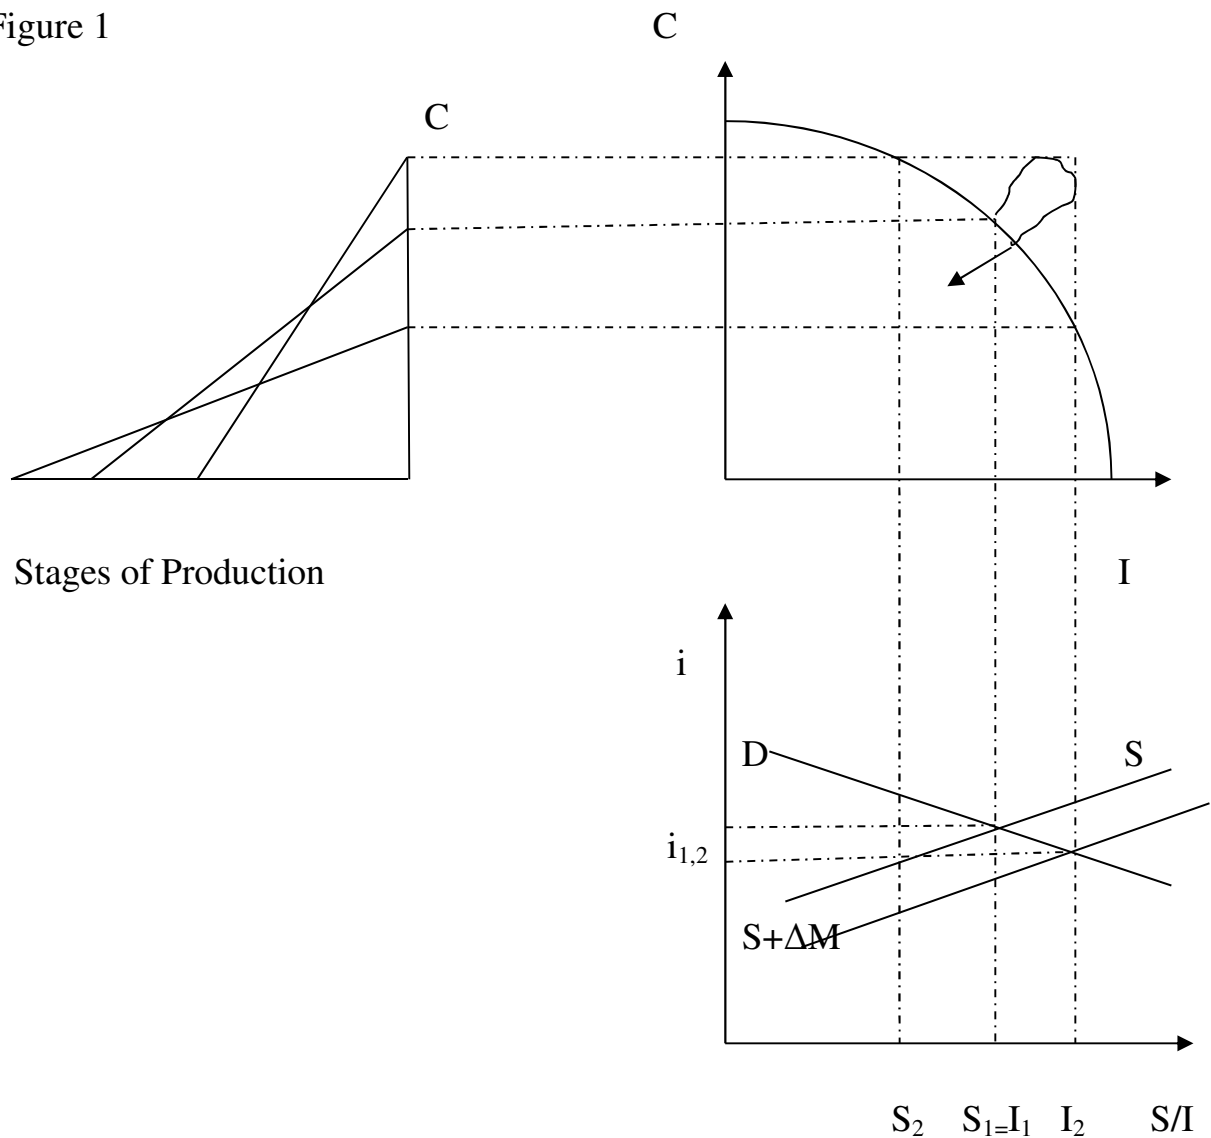 Figure 1
C
C
Stages of Production
I
i
D
S
i1,2
S+ΔM
S2 S1=I1 I2 S/I